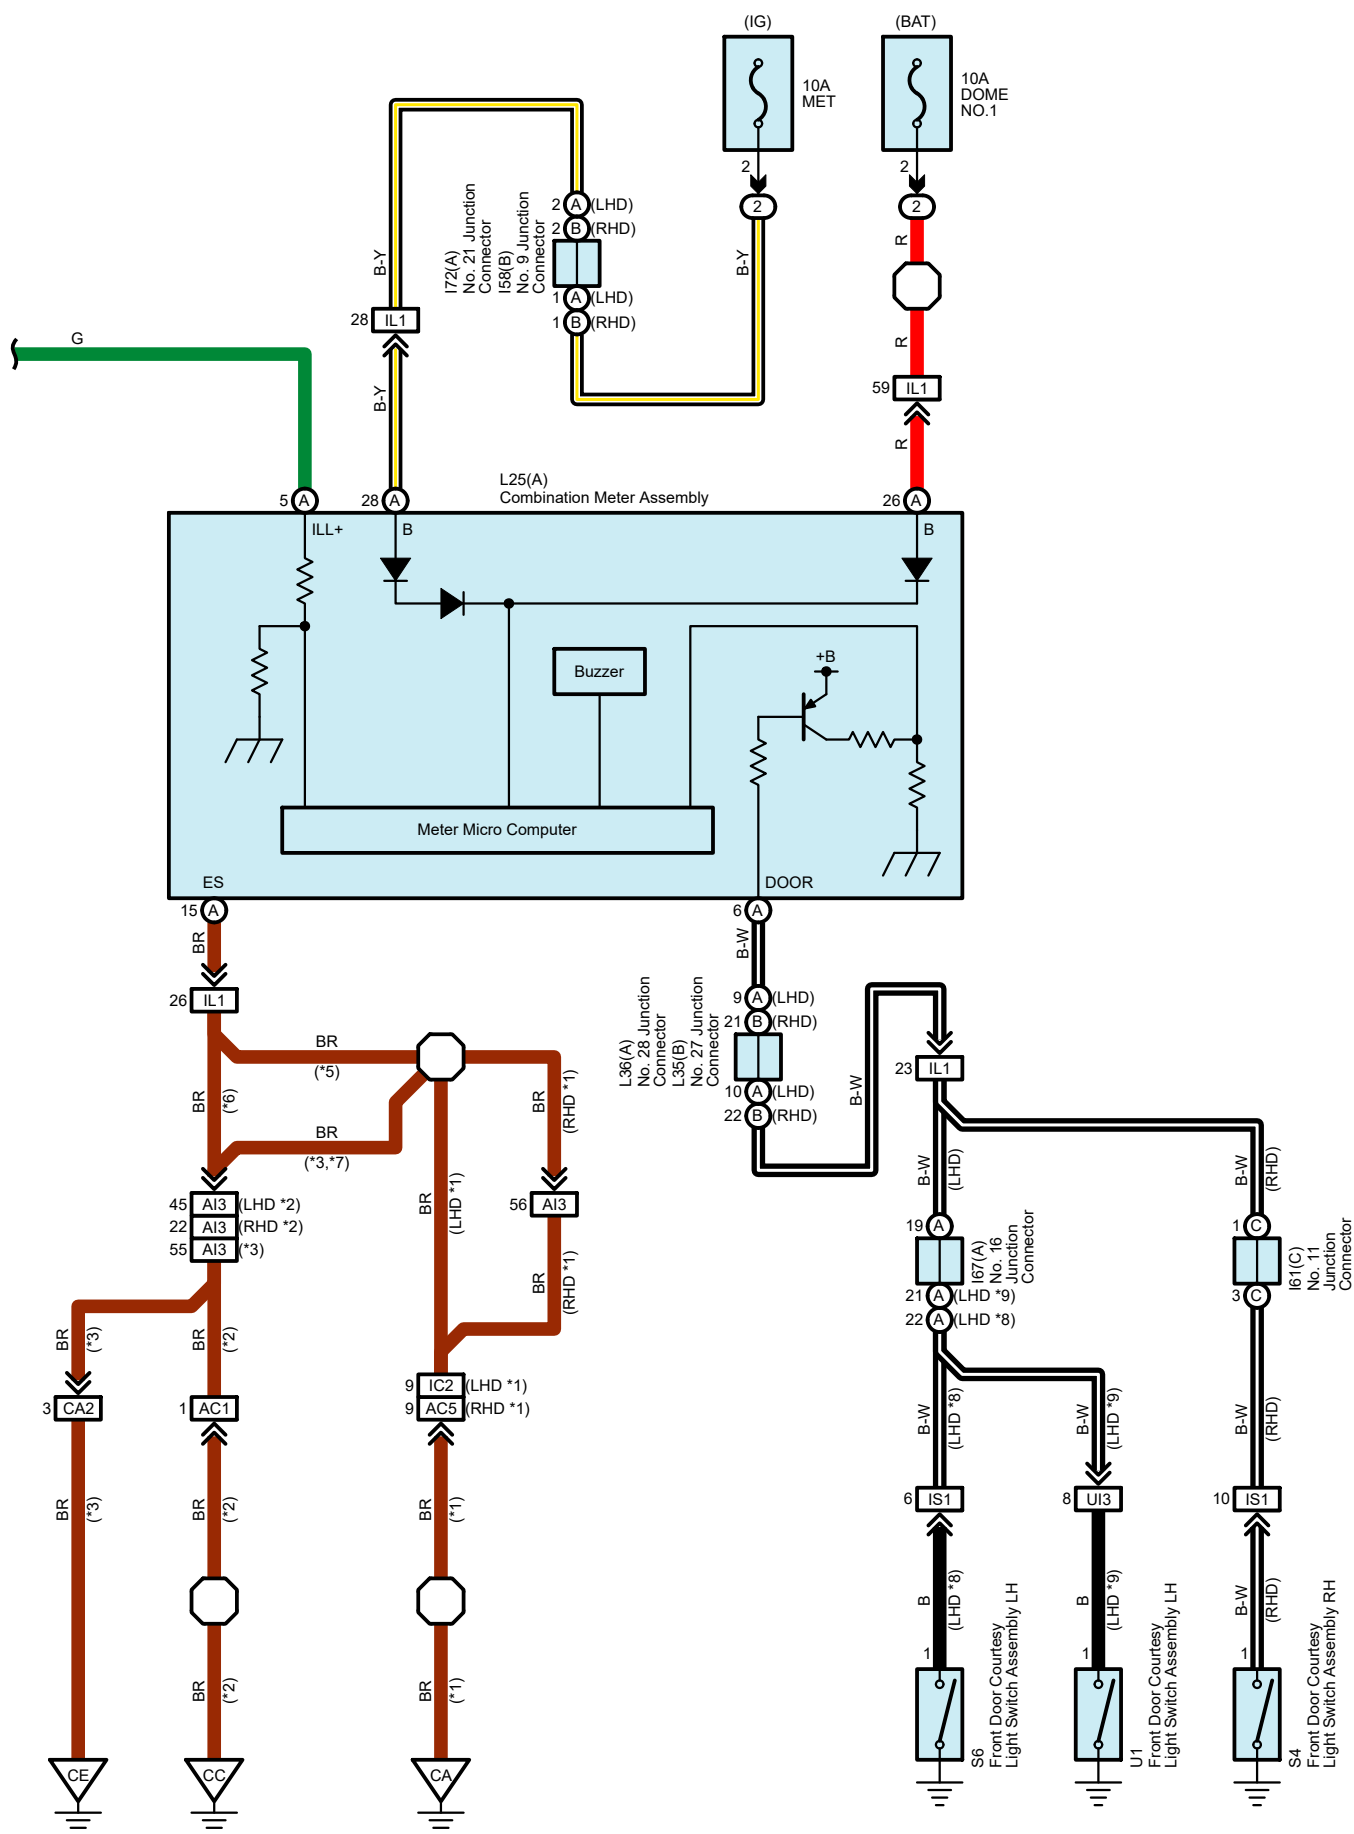 (IG)
(BAT)
10A
MET
10A
DOME
NO.1
2
2
2
2
2 A (LHD)
2 B (RHD)
1 A (LHD)
1 B (RHD)
I72(A)
No. 21 Junction
Connector
I58(B)
No. 9 Junction
Connector
B-Y
B-Y
B-Y
R
R
R
28 IL1
59 IL1
G
L25(A)
Combination Meter Assembly
5 A
28 A
26 A
ILL+
B
B
+B
Buzzer
Meter Micro Computer
ES
DOOR
15 A
6 A
BR
B-W
26 IL1
9 A (LHD)
21 B (RHD)
10 A (LHD)
22 B (RHD)
L36(A)
No. 28 Junction
Connector
L35(B)
No. 27 Junction
Connector
B-W
23 IL1
BR
(*5)
BR
(*6)
BR
(*3,*7)
BR
(LHD *1)
BR
(RHD *1)
56 AI3
BR
(RHD *1)
45 AI3 (LHD *2)
22 AI3 (RHD *2)
55 AI3 (*3)
B-W
(LHD)
B-W
(RHD)
19 A
I67(A)
No. 16
Junction
Connector
21 A (LHD *9)
22 A (LHD *8)
1 C
3 C
I61(C)
No. 11
Junction
Connector
BR
(*3)
BR
(*2)
3 CA2
1 AC1
9 IC2 (LHD *1)
9 AC5 (RHD *1)
B-W
(LHD *8)
B-W
(LHD *9)
B-W
(RHD)
BR
(*3)
BR
(*2)
BR
(*1)
6 IS1
8 UI3
10 IS1
B
(LHD *8)
B
(LHD *9)
B-W
(RHD)
BR
(*2)
BR
(*1)
1
1
1
S6
Front Door Courtesy
Light Switch Assembly LH
U1
Front Door Courtesy
Light Switch Assembly LH
S4
Front Door Courtesy
Light Switch Assembly RH
CE
CC
CA